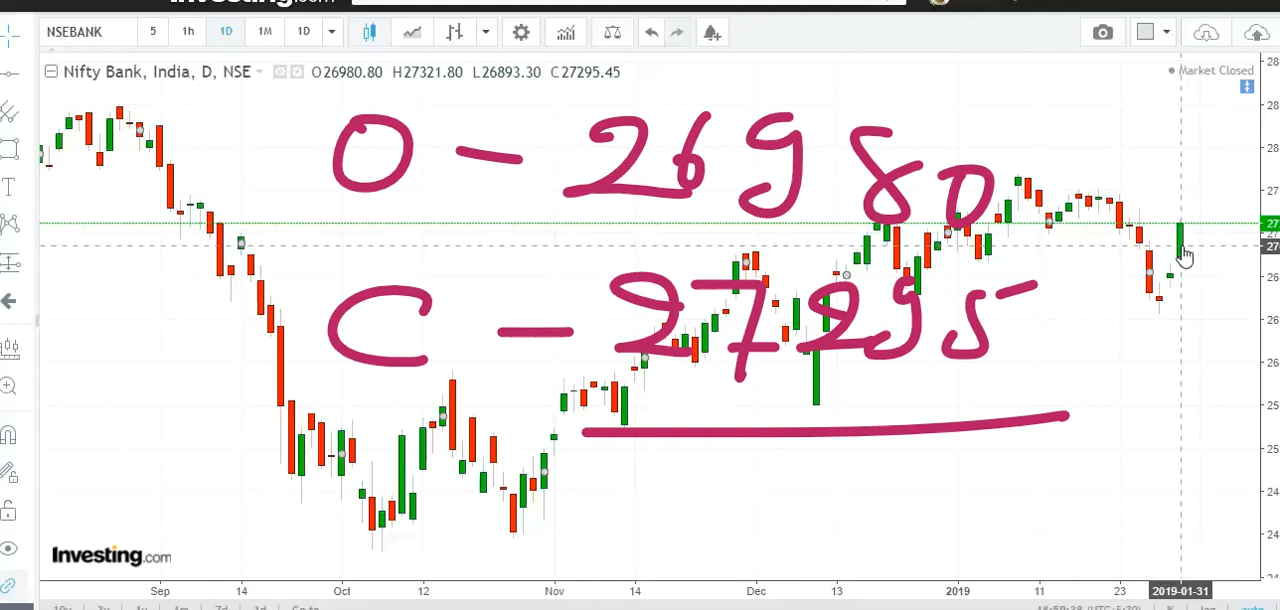 Investing.com
NSEBANK 5 1h 1D 1M 1D
Nifty Bank, India, D, NSE O26980.80 H27321.80 L26893.30 C27295.45
Market Closed
O - 26980
C - 27295 -
Investing.com
Sep 14 Oct 12 Nov 14 Dec 13 2019 11 23 2019-01-31